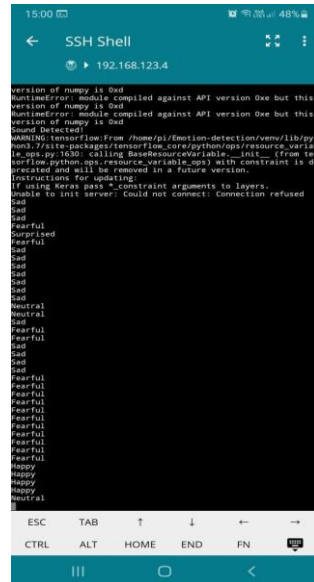 15:00
48%
SSH Shell
192.168.123.4
version of numpy is 0xd
RuntimeError: module compiled against API version 0xe but this
version of numpy is 0xd
RuntimeError: module compiled against API version 0xe but this
version of numpy is 0xd
Sound Detected!
WARNING:tensorflow:From /home/pi/Emotion-detection/venv/lib/pyt
hon3.7/site-packages/tensorflow_core/python/ops/resource_varia
le_ops.py:1630: calling BaseResourceVariable.__init__ (from te
sorflow.python.ops.resource_variable_ops) with constraint is d
precated and will be removed in a future version.
Instructions for updating:
If using Keras pass *_constraint arguments to layers.
Unable to init server: Could not connect: Connection refused
Sad
Sad
Sad
Fearful
Surprised
Fearful
Sad
Sad
Sad
Sad
Sad
Sad
Sad
Neutral
Neutral
Sad
Fearful
Fearful
Sad
Sad
Sad
Sad
Fearful
Fearful
Fearful
Fearful
Fearful
Fearful
Fearful
Fearful
Fearful
Fearful
Fearful
Happy
Happy
Happy
Happy
Neutral
ESC TAB ↑ ↓ ← →
CTRL ALT HOME END FN